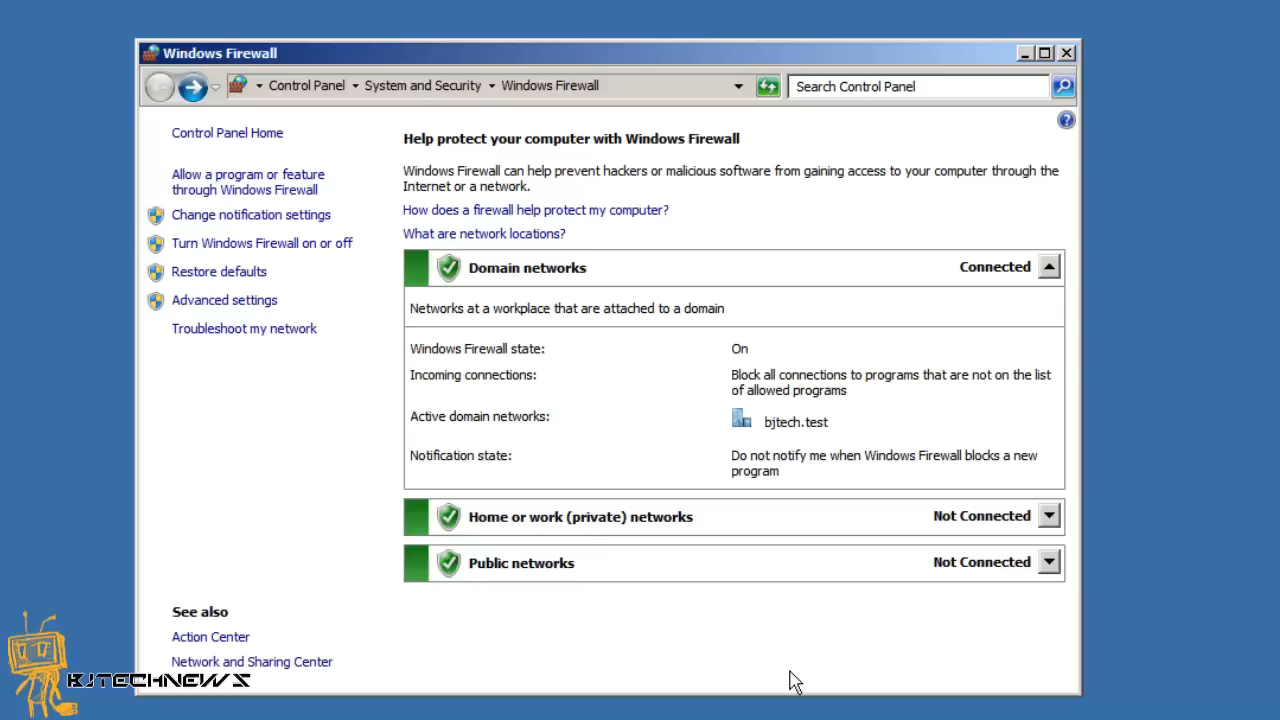 Windows Firewall
Control Panel System and Security Windows Firewall
Search Control Panel
Control Panel Home
Allow a program or feature
through Windows Firewall
Change notification settings
Turn Windows Firewall on or off
Restore defaults
Advanced settings
Troubleshoot my network
See also
Action Center
Network and Sharing Center
Help protect your computer with Windows Firewall
Windows Firewall can help prevent hackers or malicious software from gaining access to your computer through the
Internet or a network.
How does a firewall help protect my computer?
What are network locations?
Domain networks Connected
Networks at a workplace that are attached to a domain
Windows Firewall state: On
Incoming connections: Block all connections to programs that are not on the list
of allowed programs
Active domain networks: bjtech.test
Notification state: Do not notify me when Windows Firewall blocks a new
program
Home or work (private) networks Not Connected
Public networks Not Connected
BJTECHNEWS